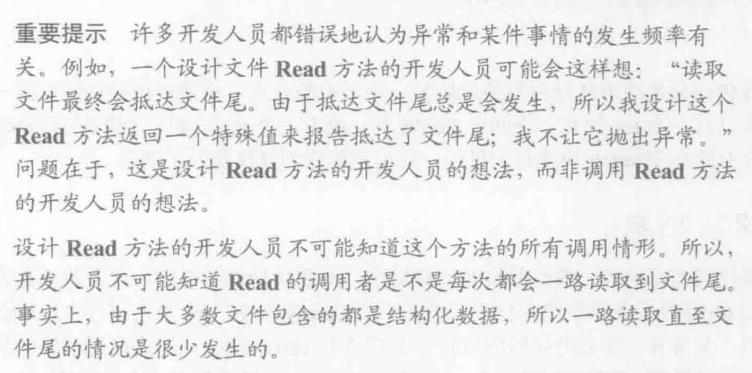 重要提示 许多开发人员都错误地认为异常和某件事情的发生频率有
关。例如，一个设计文件 Read 方法的开发人员可能会这样想：“读取
文件最终会抵达文件尾。由于抵达文件尾总是会发生，所以我设计这个
Read 方法返回一个特殊值来报告抵达了文件尾；我不让它抛出异常。”
问题在于，这是设计 Read 方法的开发人员的想法，而非调用 Read 方法
的开发人员的想法。
设计 Read 方法的开发人员不可能知道这个方法的所有调用情形。所以，
开发人员不可能知道 Read 的调用者是不是每次都会一路读取到文件尾。
事实上，由于大多数文件包含的都是结构化数据，所以一路读取直至文
件尾的情况是很少发生的。